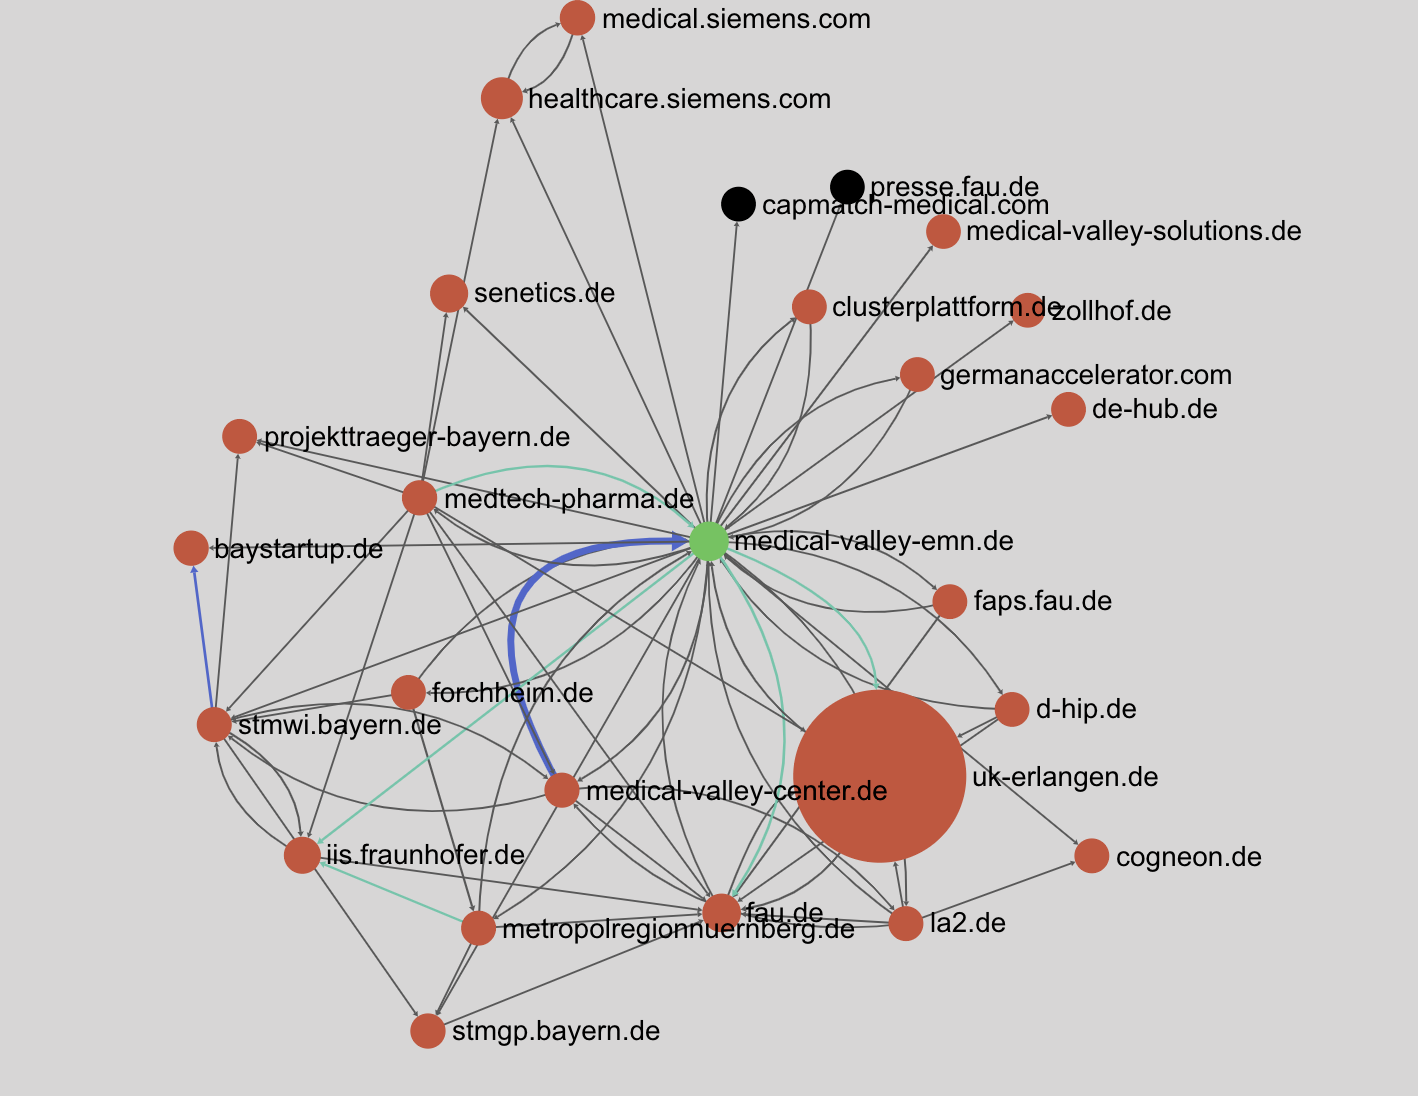 medical.siemens.com
healthcare.siemens.com
presse.fau.de
capmatch-medical.com
medical-valley-solutions.de
senetics.de
clusterplattform.de
zollhof.de
germanaccelerator.com
de-hub.de
projekttraeger-bayern.de
medtech-pharma.de
medical-valley-emn.de
baystartup.de
faps.fau.de
forchheim.de
d-hip.de
stmwi.bayern.de
uk-erlangen.de
medical-valley-center.de
iis.fraunhofer.de
cogneon.de
fau.de
la2.de
metropolregionnuernberg.de
stmgp.bayern.de